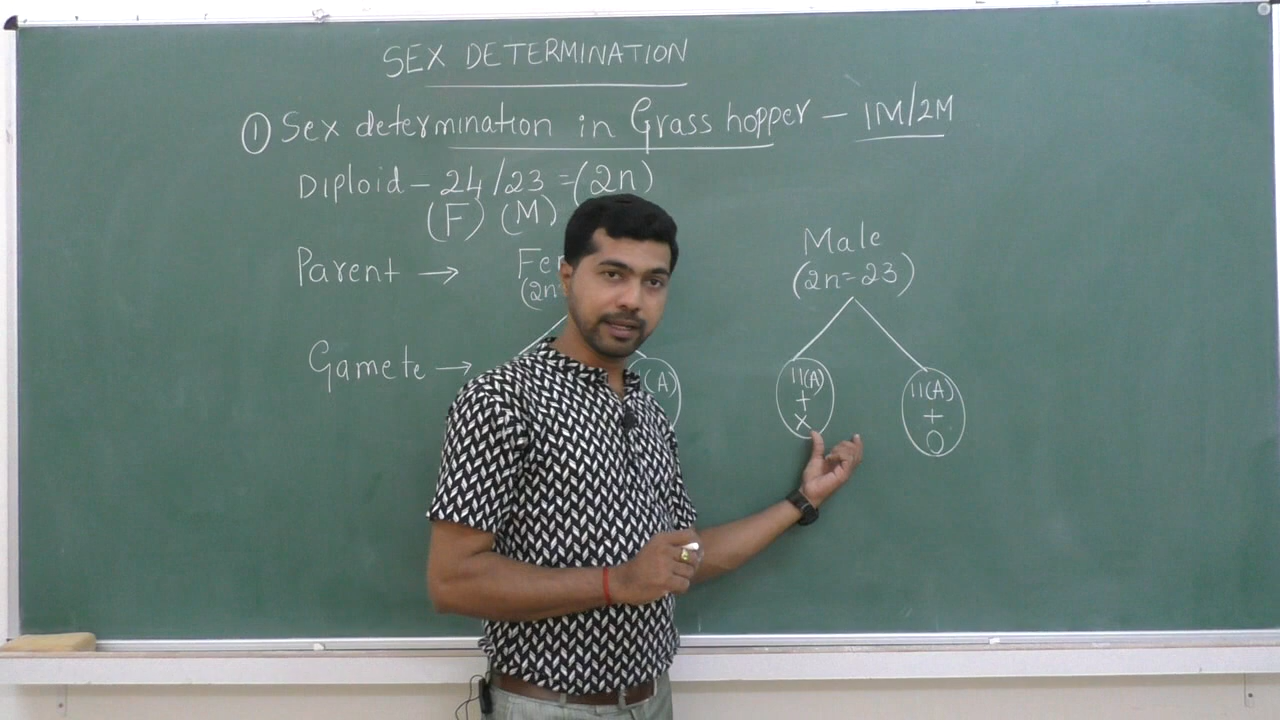 SEX DETERMINATION
① Sex determination in Grass hopper - 1M/2M
Diploid - 24/23 = (2n)
(F) (M)
Male
Parent →
(2n=23)
Gamete →
(A)
11(A)
+
X
11(A)
+
O